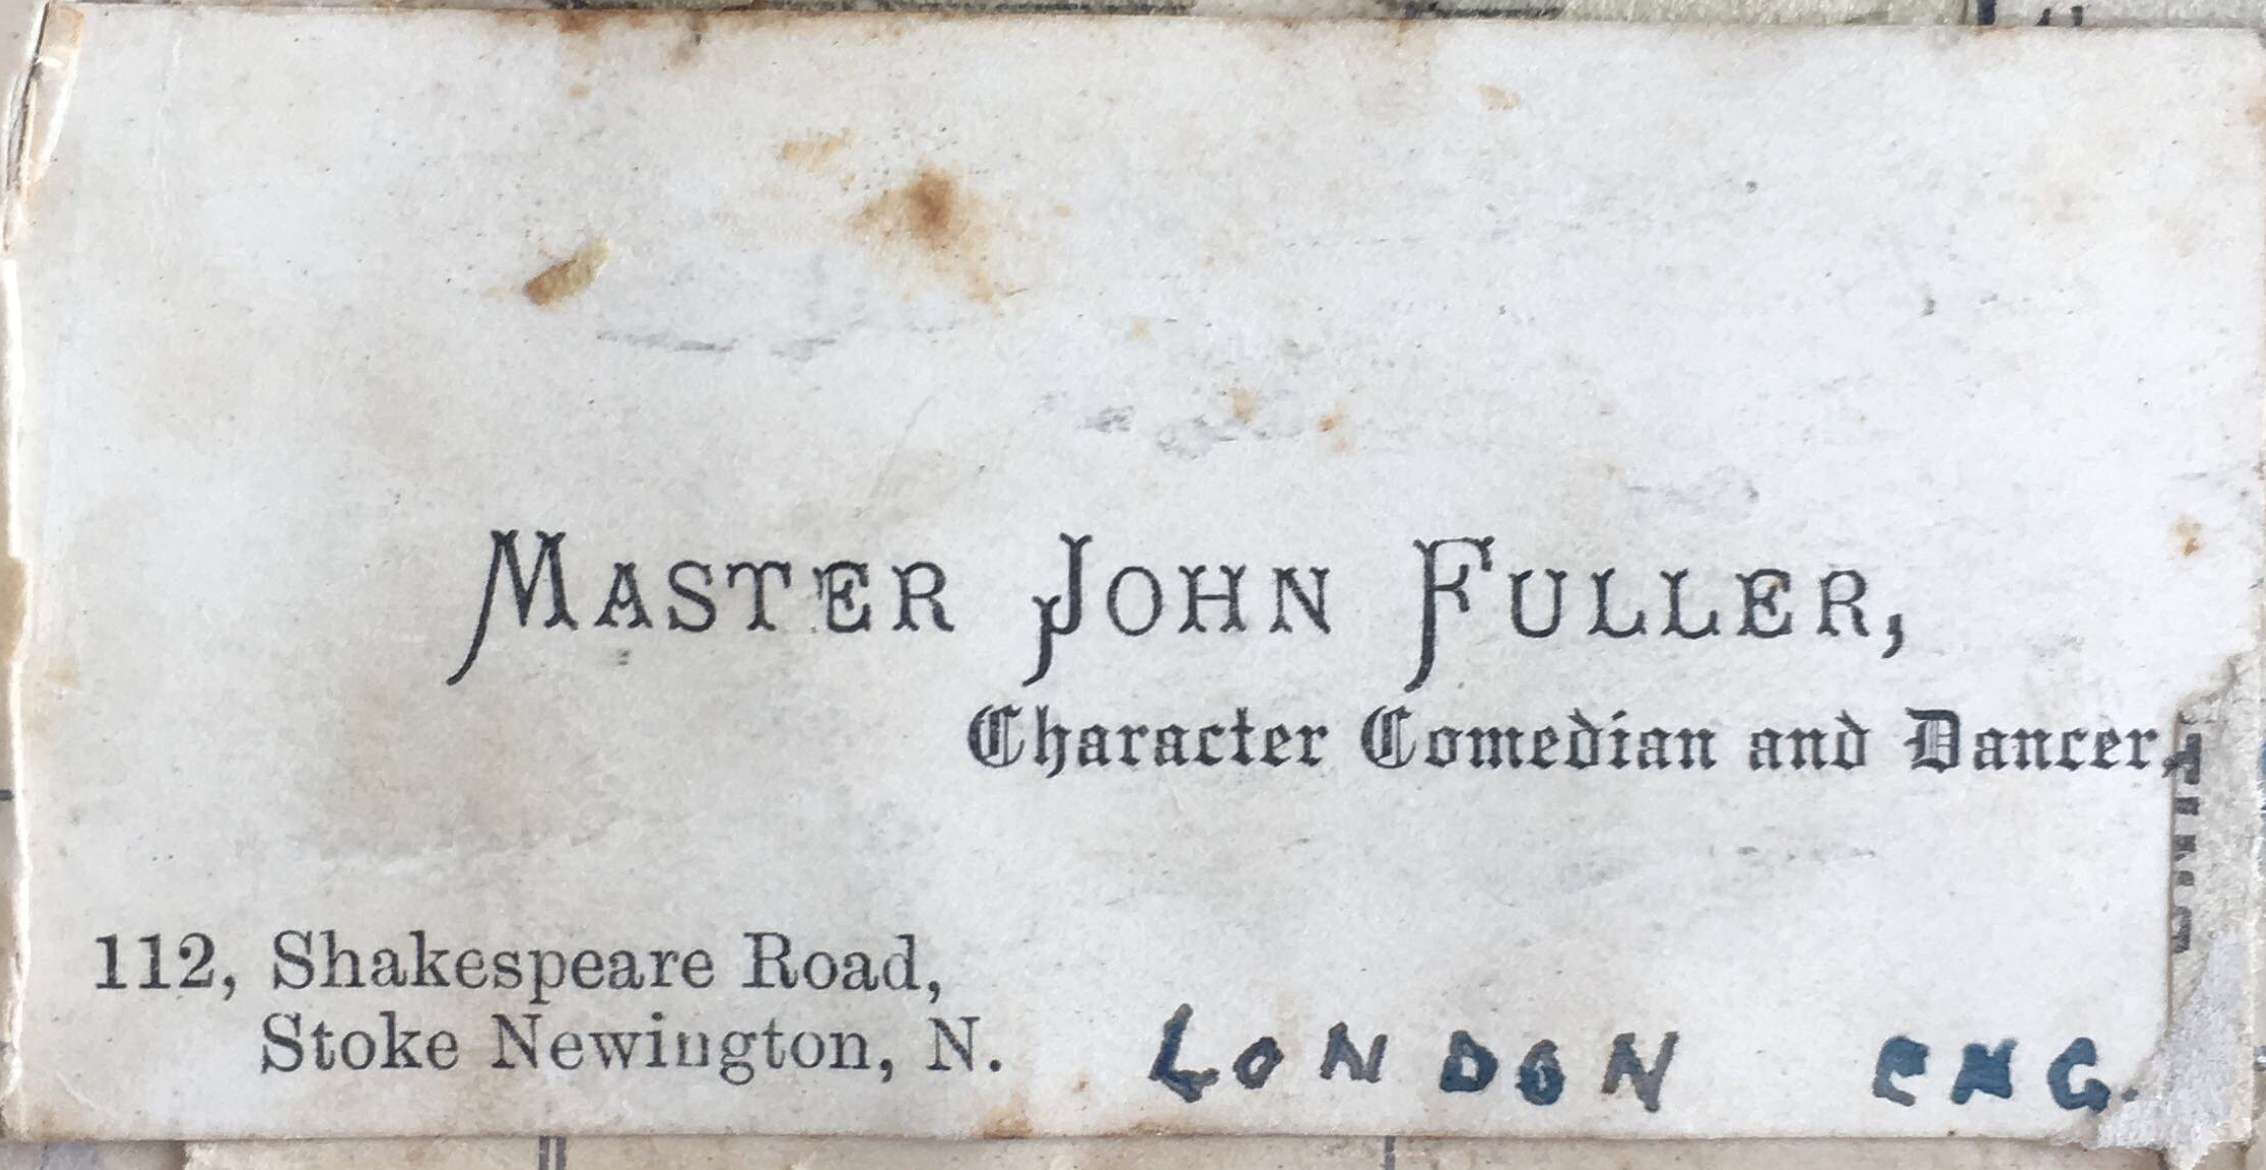 MASTER JOHN FULLER,
Character Comedian and Dancer,
112, Shakespeare Road,
Stoke Newington, N. LONDON ENG.